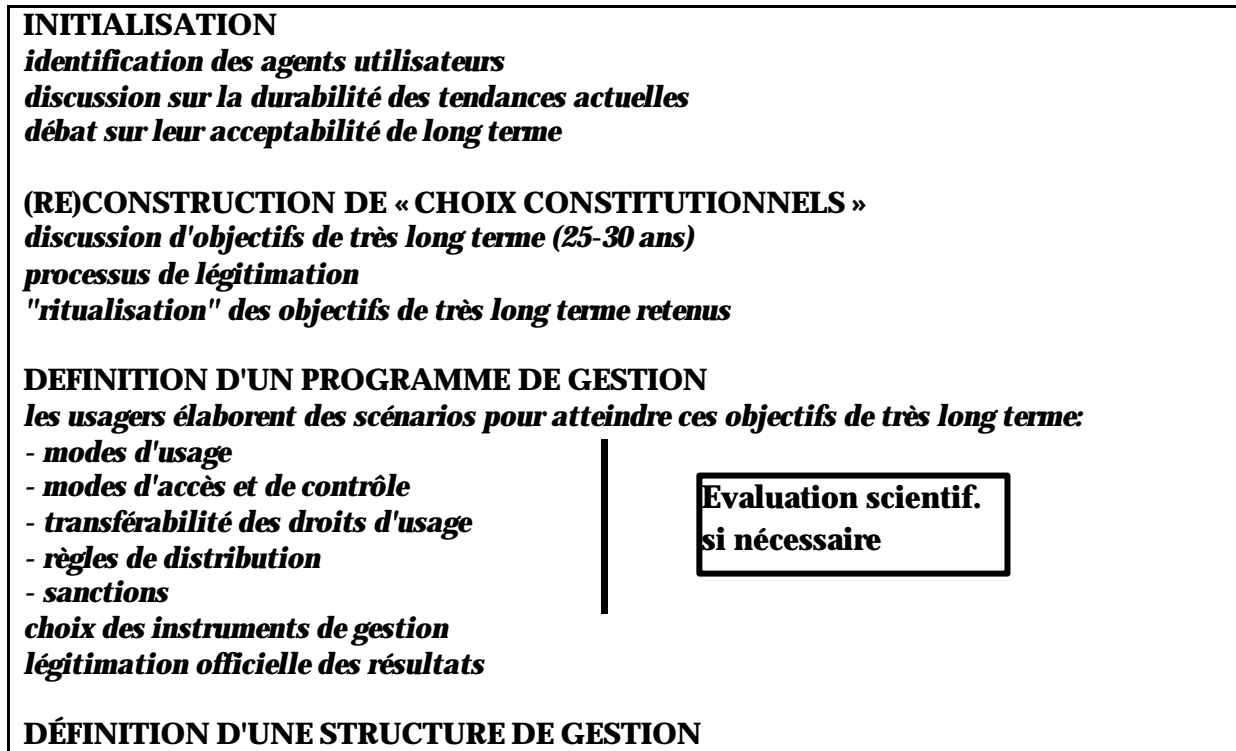 INITIALISATION
identification des agents utilisateurs
discussion sur la durabilité des tendances actuelles
débat sur leur acceptabilité de long terme
(RE)CONSTRUCTION DE « CHOIX CONSTITUTIONNELS »
discussion d'objectifs de très long terme (25-30 ans)
processus de légitimation
"ritualisation" des objectifs de très long terme retenus
DEFINITION D'UN PROGRAMME DE GESTION
les usagers élaborent des scénarios pour atteindre ces objectifs de très long terme:
- modes d'usage
- modes d'accès et de contrôle
- transférabilité des droits d'usage
- règles de distribution
- sanctions
Evaluation scientif.
si nécessaire
choix des instruments de gestion
légitimation officielle des résultats
DÉFINITION D'UNE STRUCTURE DE GESTION